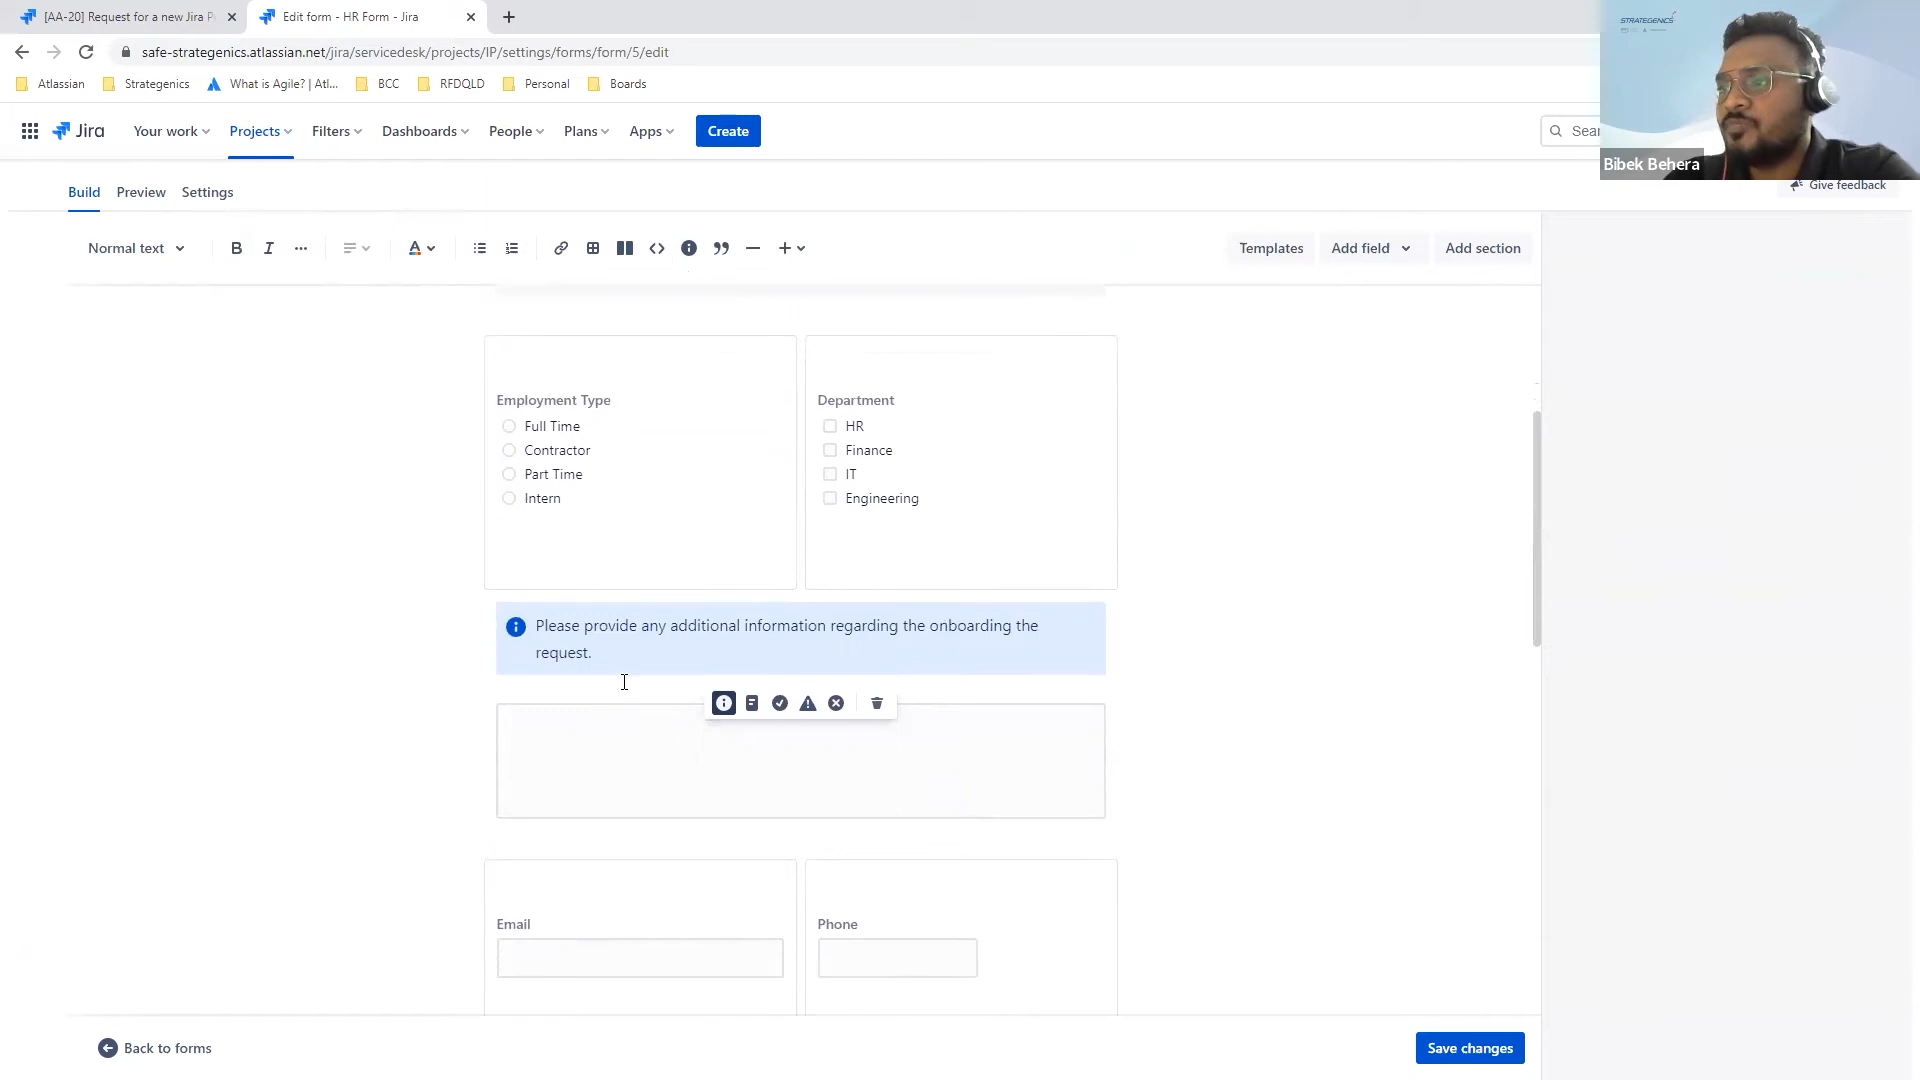 [AA-20] Request for a new Jira P
Edit form - HR Form - Jira
safe-strategenics.atlassian.net/jira/servicedesk/projects/IP/settings/forms/form/5/edit
Atlassian
Strategenics
What is Agile? | Atl...
BCC
RFDQLD
Personal
Boards
STRATEGENICS
Jira
Your work
Projects
Filters
Dashboards
People
Plans
Apps
Create
Sear
Bibek Behera
Build
Preview
Settings
Give feedback
Normal text
B
I
A
Templates
Add field
Add section
Employment Type
Full Time
Contractor
Part Time
Intern
Department
HR
Finance
IT
Engineering
Please provide any additional information regarding the onboarding the
request.
Email
Phone
Back to forms
Save changes